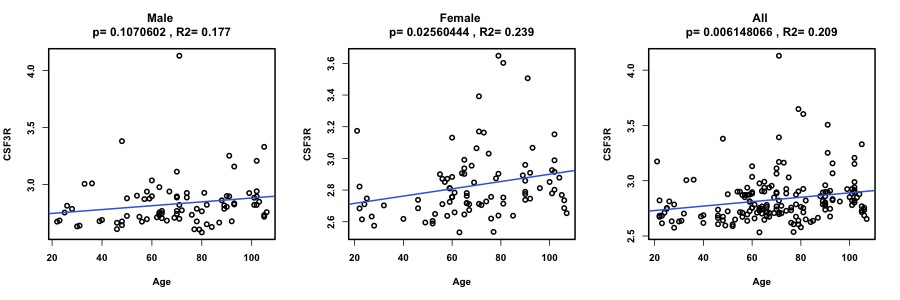 Male
p= 0.1070602 , R2= 0.177
CSF3R
4.0
3.5
3.0
20 40 60 80 100
Age
Female
p= 0.02560444 , R2= 0.239
CSF3R
3.6
3.4
3.2
3.0
2.8
2.6
20 40 60 80 100
Age
All
p= 0.006148066 , R2= 0.209
CSF3R
4.0
3.5
3.0
2.5
20 40 60 80 100
Age